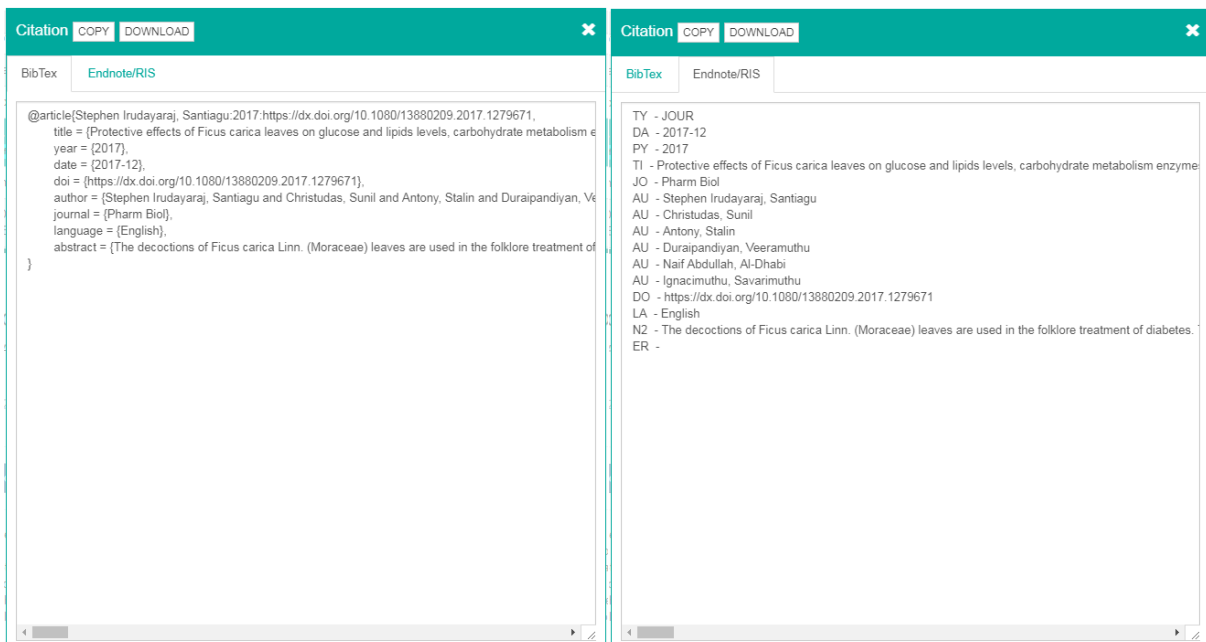 Citation COPY DOWNLOAD ✖
BibTex Endnote/RIS
@article{Stephen Irudayaraj, Santiagu:2017:https://dx.doi.org/10.1080/13880209.2017.1279671,
title = {Protective effects of Ficus carica leaves on glucose and lipids levels, carbohydrate metabolism e
year = {2017},
date = {2017-12},
doi = {https://dx.doi.org/10.1080/13880209.2017.1279671},
author = {Stephen Irudayaraj, Santiagu and Christudas, Sunil and Antony, Stalin and Duraipandiyan, Ve
journal = {Pharm Biol},
language = {English},
abstract = {The decoctions of Ficus carica Linn. (Moraceae) leaves are used in the folklore treatment of
}
Citation COPY DOWNLOAD ✖
BibTex Endnote/RIS
TY - JOUR
DA - 2017-12
PY - 2017
TI - Protective effects of Ficus carica leaves on glucose and lipids levels, carbohydrate metabolism enzyme
JO - Pharm Biol
AU - Stephen Irudayaraj, Santiagu
AU - Christudas, Sunil
AU - Antony, Stalin
AU - Duraipandiyan, Veeramuthu
AU - Naif Abdullah, Al-Dhabi
AU - Ignacimuthu, Savarimuthu
DO - https://dx.doi.org/10.1080/13880209.2017.1279671
LA - English
N2 - The decoctions of Ficus carica Linn. (Moraceae) leaves are used in the folklore treatment of diabetes.
ER -